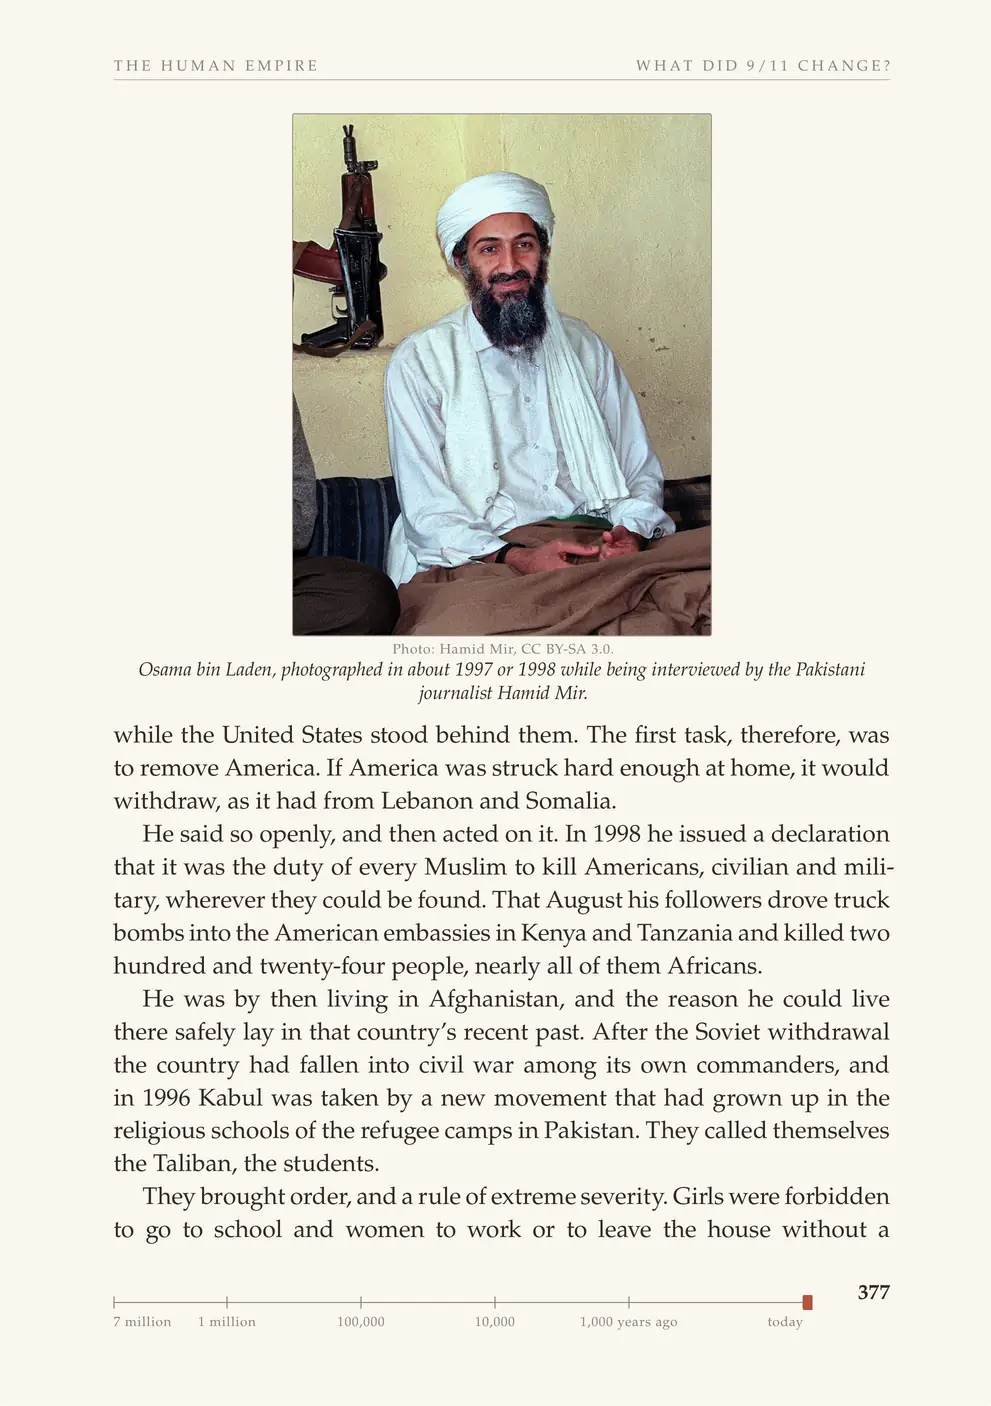 THE HUMAN EMPIRE
WHAT DID 9/11 CHANGE?
Photo: Hamid Mir, CC BY-SA 3.0.
Osama bin Laden, photographed in about 1997 or 1998 while being interviewed by the Pakistani
journalist Hamid Mir.
while the United States stood behind them. The first task, therefore, was
to remove America. If America was struck hard enough at home, it would
withdraw, as it had from Lebanon and Somalia.
He said so openly, and then acted on it. In 1998 he issued a declaration
that it was the duty of every Muslim to kill Americans, civilian and mili-
tary, wherever they could be found. That August his followers drove truck
bombs into the American embassies in Kenya and Tanzania and killed two
hundred and twenty-four people, nearly all of them Africans.
He was by then living in Afghanistan, and the reason he could live
there safely lay in that country’s recent past. After the Soviet withdrawal
the country had fallen into civil war among its own commanders, and
in 1996 Kabul was taken by a new movement that had grown up in the
religious schools of the refugee camps in Pakistan. They called themselves
the Taliban, the students.
They brought order, and a rule of extreme severity. Girls were forbidden
to go to school and women to work or to leave the house without a
377
7 million 1 million 100,000 10,000 1,000 years ago today